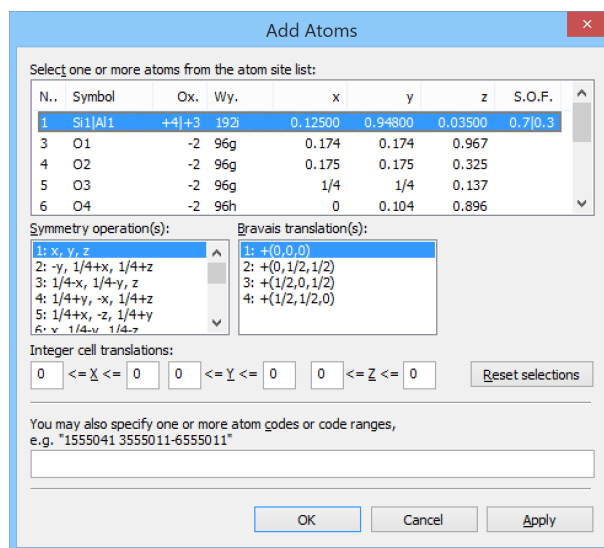 Add Atoms
×
Select one or more atoms from the atom site list:
N.. Symbol Ox. Wy. x y z S.O.F.
1 Si1|Al1 +4|+3 192i 0.12500 0.94800 0.03500 0.7|0.3
3 O1 -2 96g 0.174 0.174 0.967
4 O2 -2 96g 0.175 0.175 0.325
5 O3 -2 96g 1/4 1/4 0.137
6 O4 -2 96h 0 0.104 0.896
Symmetry operation(s): Bravais translation(s):
1: x, y, z 1: +(0,0,0)
2: -y, 1/4+x, 1/4+z 2: +(0,1/2,1/2)
3: 1/4-x, 1/4-y, z 3: +(1/2,0,1/2)
4: 1/4+y, -x, 1/4+z 4: +(1/2,1/2,0)
5: 1/4+x, -z, 1/4+y
6: x, 1/4-y, 1/4-z
Integer cell translations:
0 <= X <= 0 0 <= Y <= 0 0 <= Z <= 0 Reset selections
You may also specify one or more atom codes or code ranges,
e.g. "1555041 3555011-6555011"
OK Cancel Apply